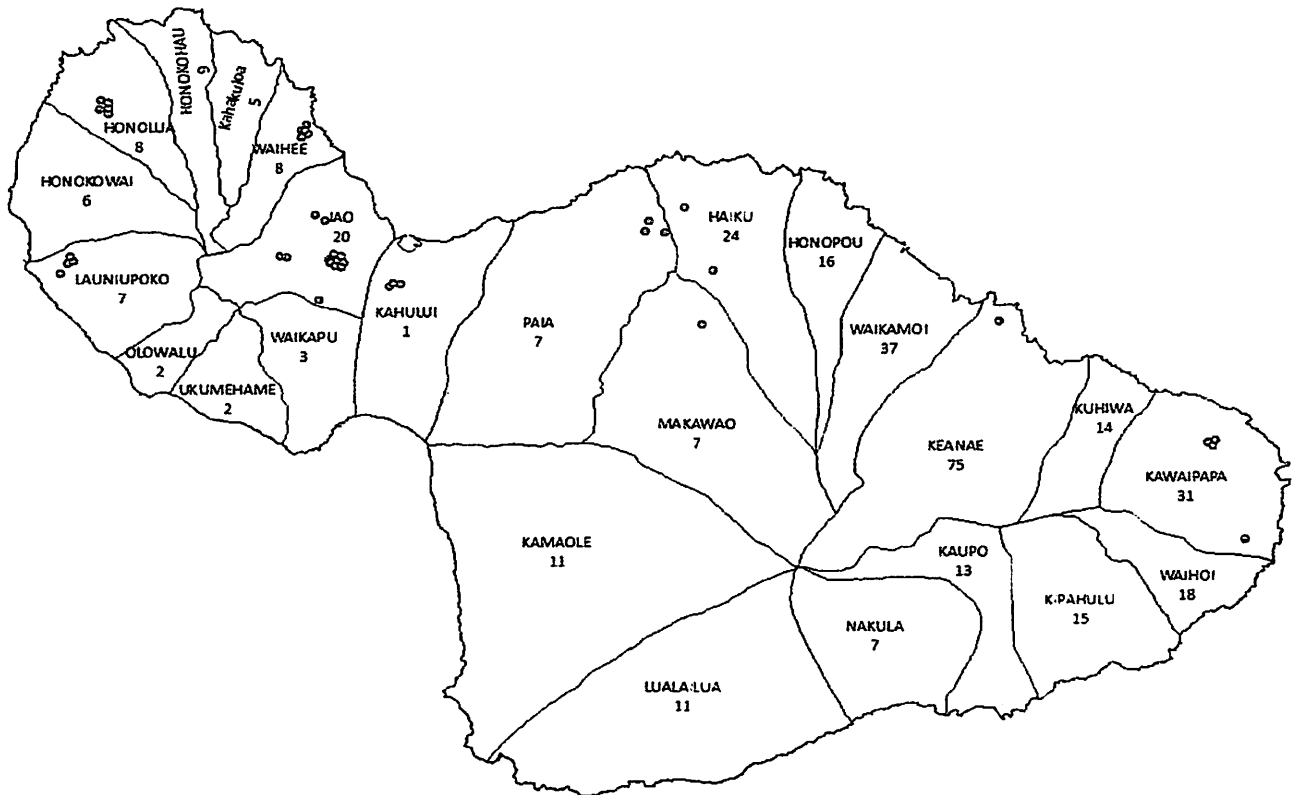 HONOKOHAU
9
Kahakuloa
5
HONOLUA
8
WAIHEE
8
HONOKOWAI
6
IAO
20
LAUNIUPOKO
7
HAIKU
24
HONOPOU
16
KAHULUI
1
PAIA
7
WAIKAPU
3
WAIKAMOI
37
OLOWALU
2
UKUMEHAME
2
MAKAWAO
7
KUHIWA
14
KEANAE
75
KAWAIPAPA
31
KAMAOLE
11
KAUPO
13
WAIHOI
18
KIPAHULU
15
NAKULA
7
LUALAILUA
11